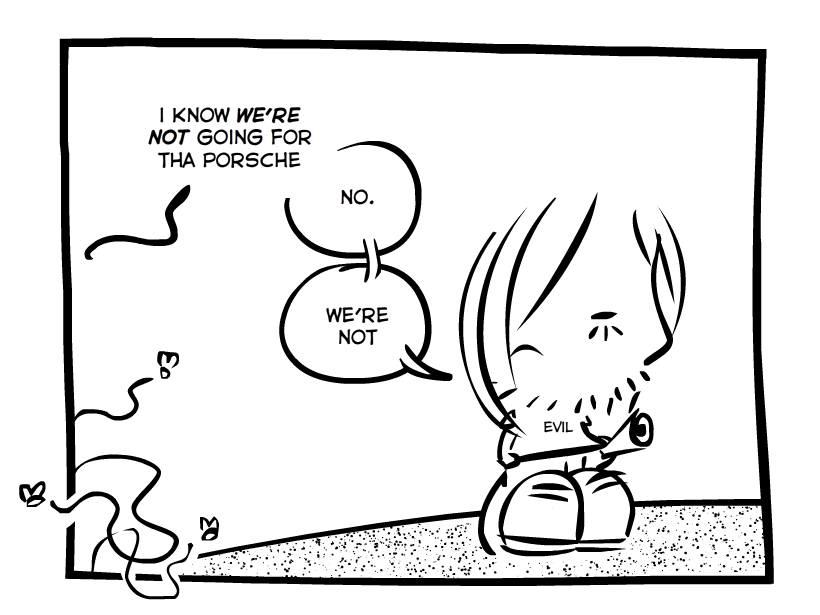 I KNOW WE'RE
NOT GOING FOR
THA PORSCHE
NO.
WE'RE
NOT
EVIL